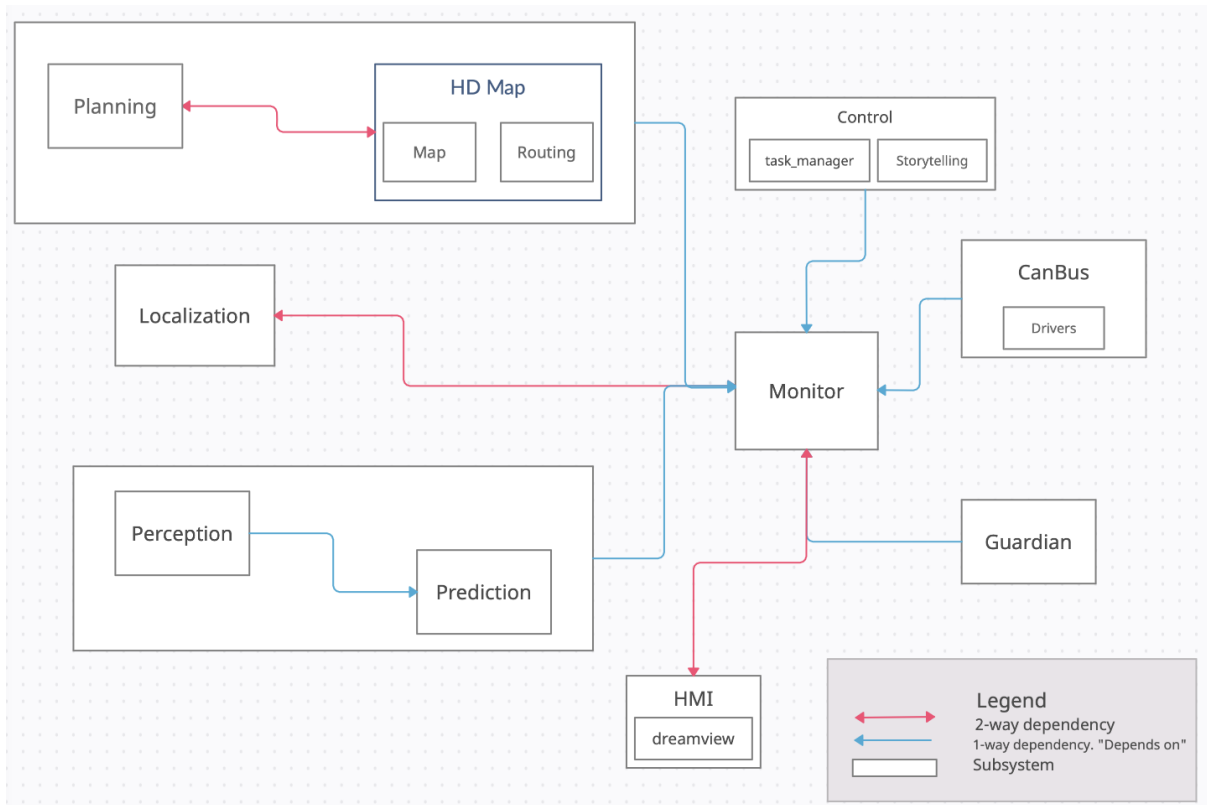 Planning
HD Map
Map
Routing
Control
task_manager
Storytelling
CanBus
Drivers
Localization
Monitor
Perception
Prediction
Guardian
HMI
dreamview
Legend
2-way dependency
1-way dependency. "Depends on"
Subsystem